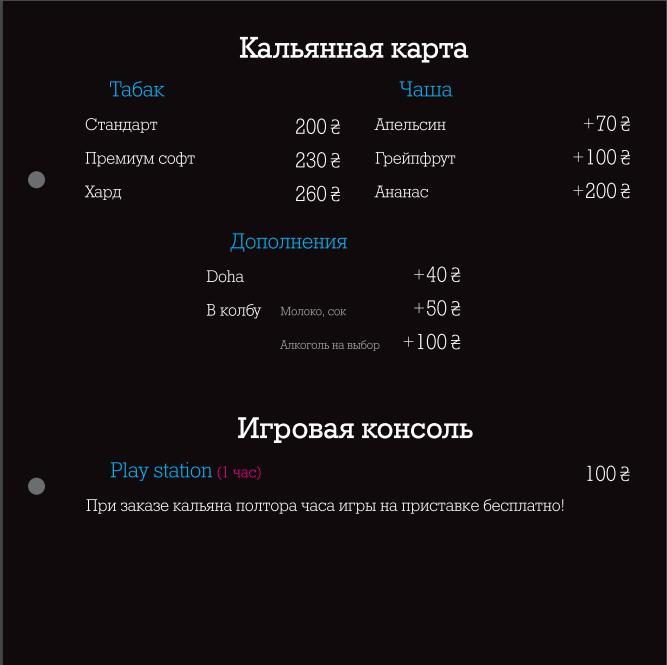 Кальянная карта
Табак
Стандарт 200 ₴
Премиум софт 230 ₴
Хард 260 ₴
Чаша
Апельсин +70 ₴
Грейпфрут +100 ₴
Ананас +200 ₴
Дополнения
Doha +40 ₴
В колбу Молоко, сок +50 ₴
Алкоголь на выбор +100 ₴
Игровая консоль
Play station (1 час) 100 ₴
При заказе кальяна полтора часа игры на приставке бесплатно!